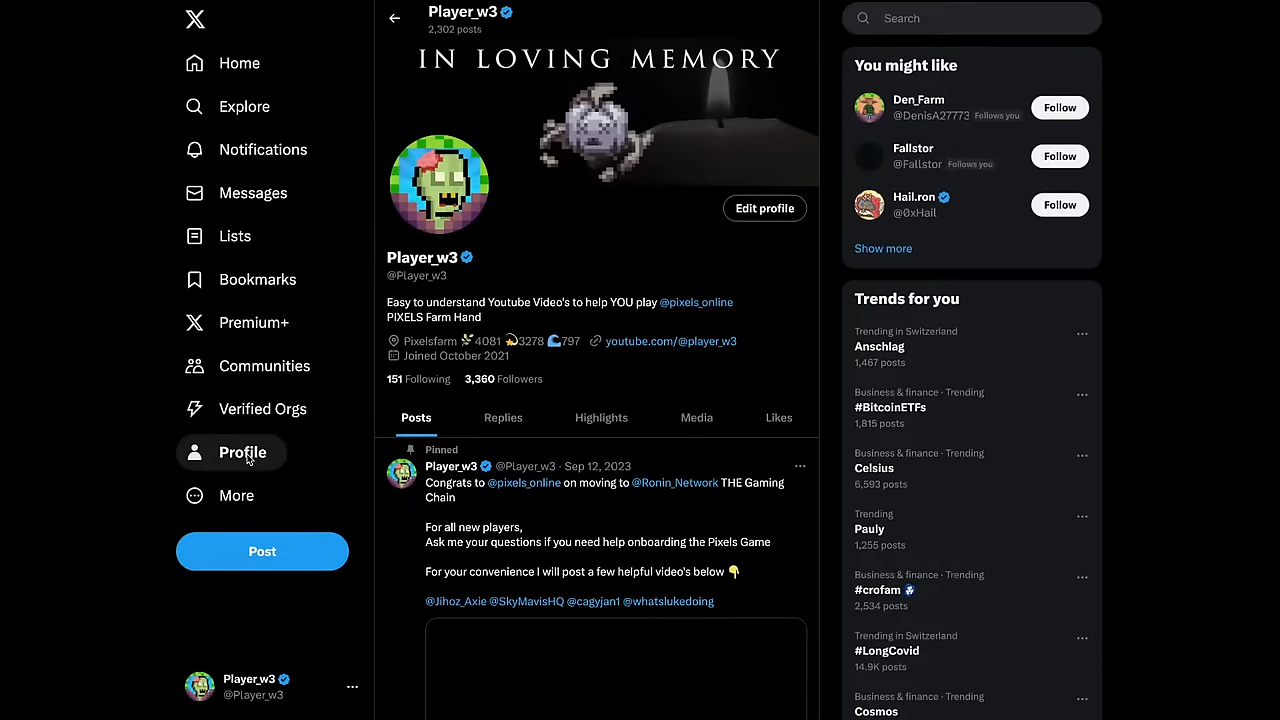 Home
Explore
Notifications
Messages
Lists
Bookmarks
Premium+
Communities
Verified Orgs
Profile
More
Post
Player_w3
@Player_w3
Player_w3
2,302 posts
IN LOVING MEMORY
Edit profile
Player_w3
@Player_w3
Easy to understand Youtube Video's to help YOU play @pixels_online
PIXELS Farm Hand
Pixelsfarm 🌿4081 💫3278 🌊797 youtube.com/@player_w3
Joined October 2021
151 Following 3,360 Followers
Posts Replies Highlights Media Likes
Pinned
Player_w3 @Player_w3 · Sep 12, 2023
Congrats to @pixels_online on moving to @Ronin_Network THE Gaming
Chain
For all new players,
Ask me your questions if you need help onboarding the Pixels Game
For your convenience I will post a few helpful video's below 👇
@Jihoz_Axie @SkyMavisHQ @cagyjan1 @whatslukedoing
Search
You might like
Den_Farm
@DenisA27773 Follows you
Follow
Fallstor
@Fallstor Follows you
Follow
Hail.ron
@0xHail
Follow
Show more
Trends for you
Trending in Switzerland
Anschlag
1,467 posts
Business & finance · Trending
#BitcoinETFs
1,815 posts
Business & finance · Trending
Celsius
6,593 posts
Trending
Pauly
1,255 posts
Business & finance · Trending
#crofam
2,534 posts
Trending in Switzerland
#LongCovid
14.9K posts
Business & finance · Trending
Cosmos